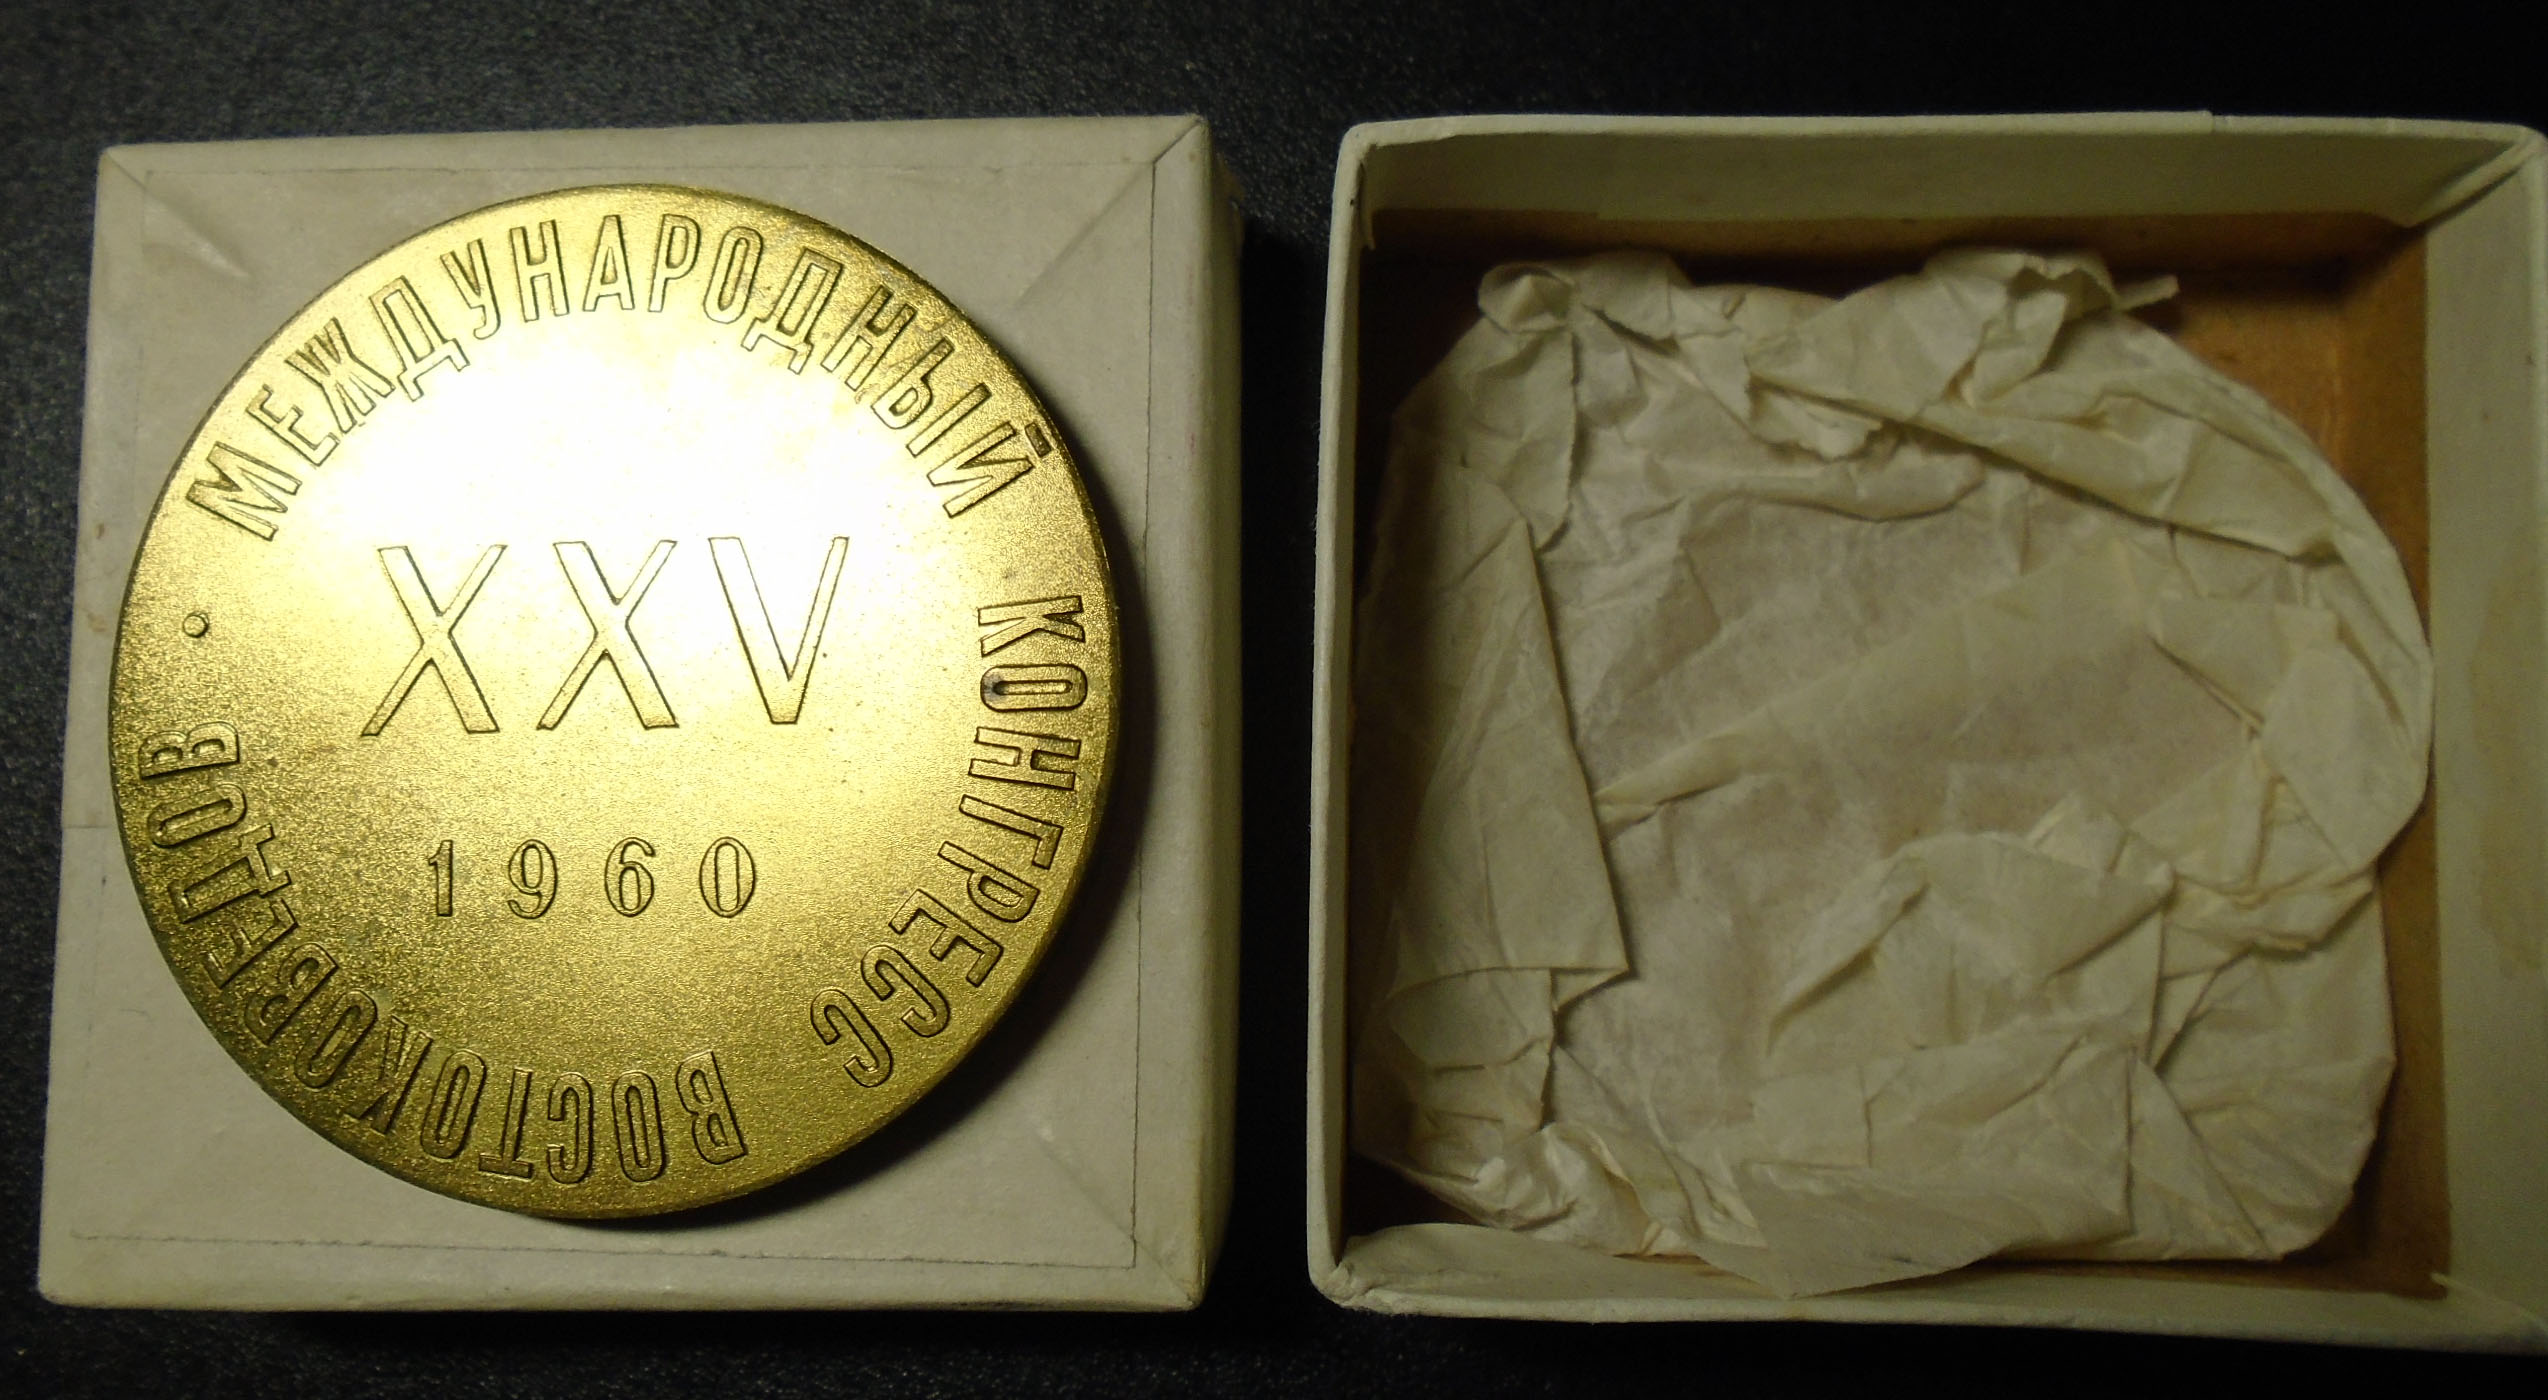 МЕЖДУНАРОДНЫЙ КОНГРЕСС ВОСТОКОВЕДОВ ·
XXV
1960